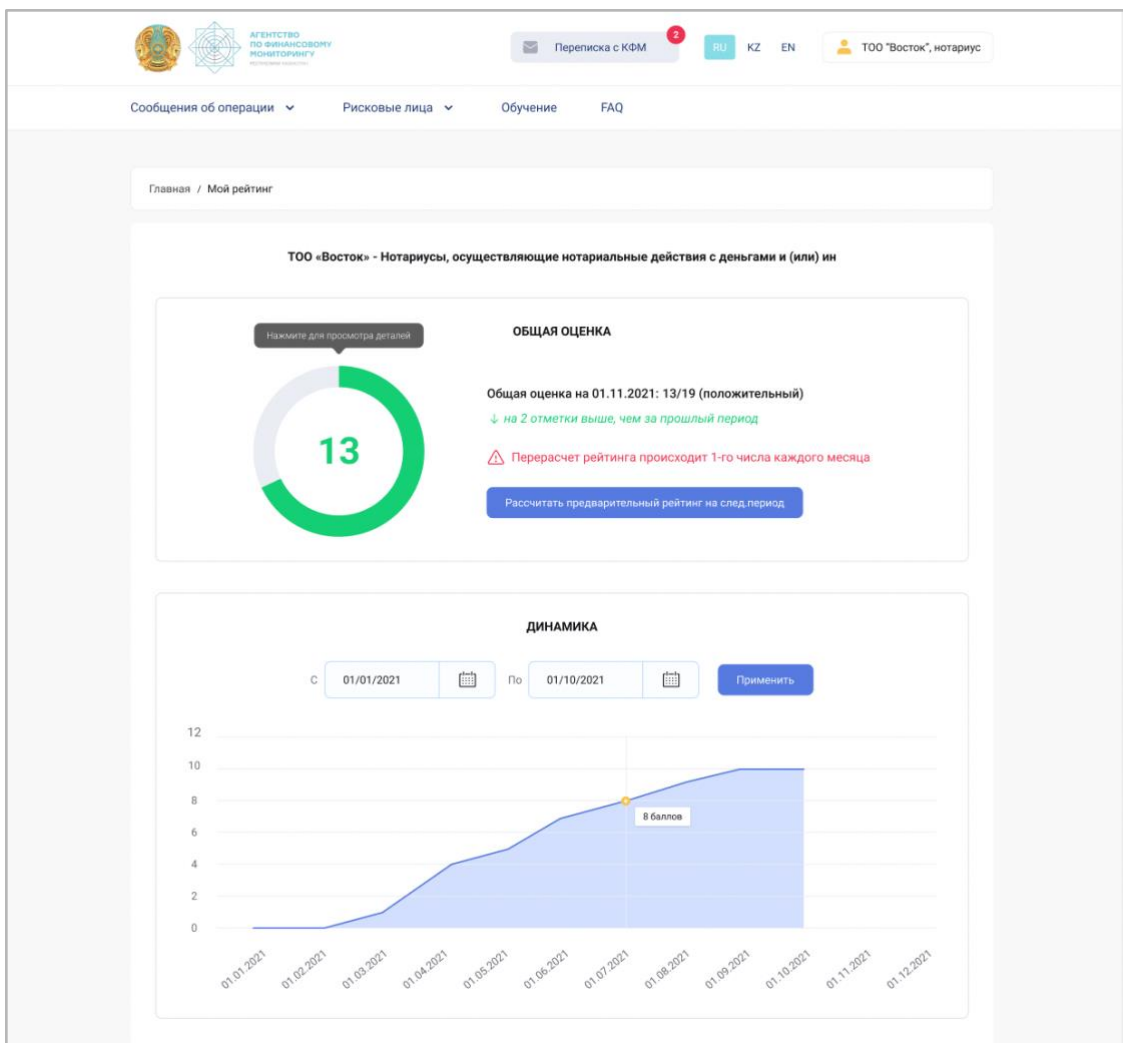 АГЕНТСТВО
ПО ФИНАНСОВОМУ
МОНИТОРИНГУ
РЕСПУБЛИКИ КАЗАХСТАН
Переписка с КФМ
2
RU KZ EN
ТОО "Восток", нотариус
Сообщения об операции Рисковые лица Обучение FAQ
Главная / Мой рейтинг
ТОО «Восток» - Нотариусы, осуществляющие нотариальные действия с деньгами и (или) ин
Нажмите для просмотра деталей
13
ОБЩАЯ ОЦЕНКА
Общая оценка на 01.11.2021: 13/19 (положительный)
↓ на 2 отметки выше, чем за прошлый период
Перерасчет рейтинга происходит 1-го числа каждого месяца
Рассчитать предварительный рейтинг на след.период
ДИНАМИКА
С 01/01/2021 По 01/10/2021 Применить
12
10
8
6
4
2
0
8 баллов
01.01.2021 01.02.2021 01.03.2021 01.04.2021 01.05.2021 01.06.2021 01.07.2021 01.08.2021 01.09.2021 01.10.2021 01.11.2021 01.12.2021